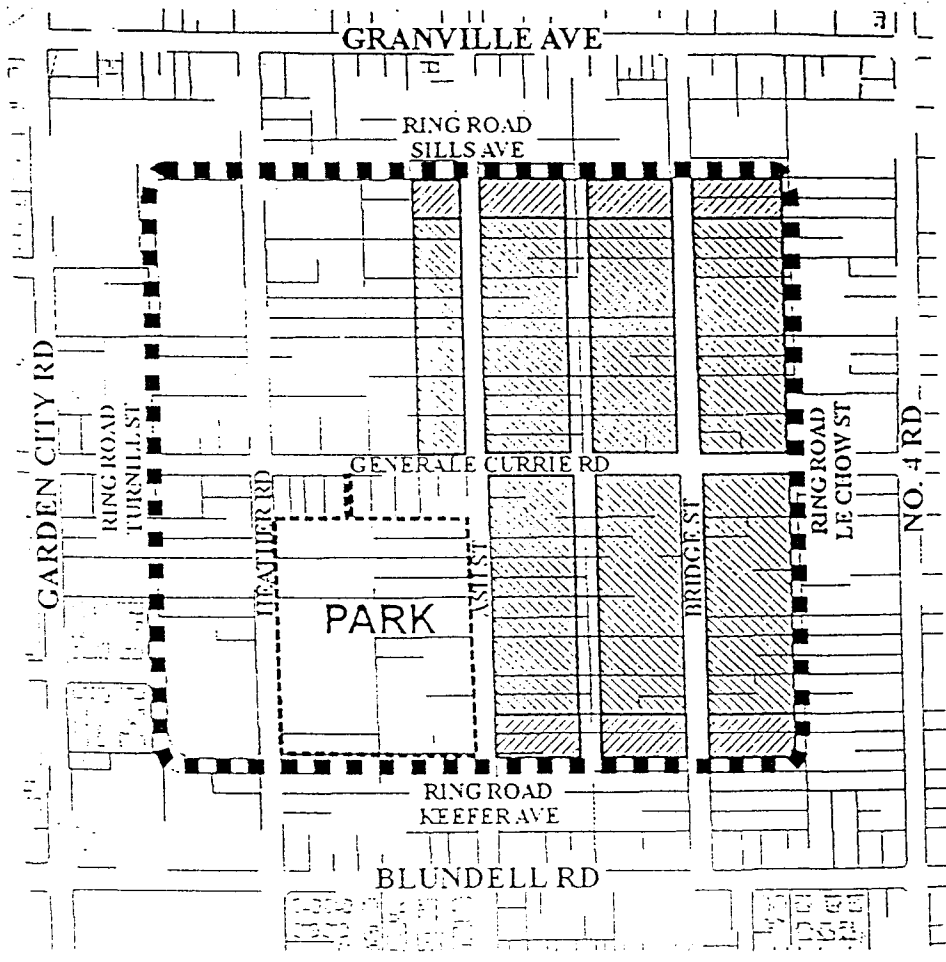 GRANVILLE AVE
RING ROAD
SILLS AVE
GARDEN CITY RD
RING ROAD
TURNILL ST
GENERAL CURRIE RD
HEATHER RD
PARK
ASH ST
BRIDGE ST
RING ROAD
LE CHOW ST
NO. 4 RD
RING ROAD
KEEFER AVE
BLUNDELL RD